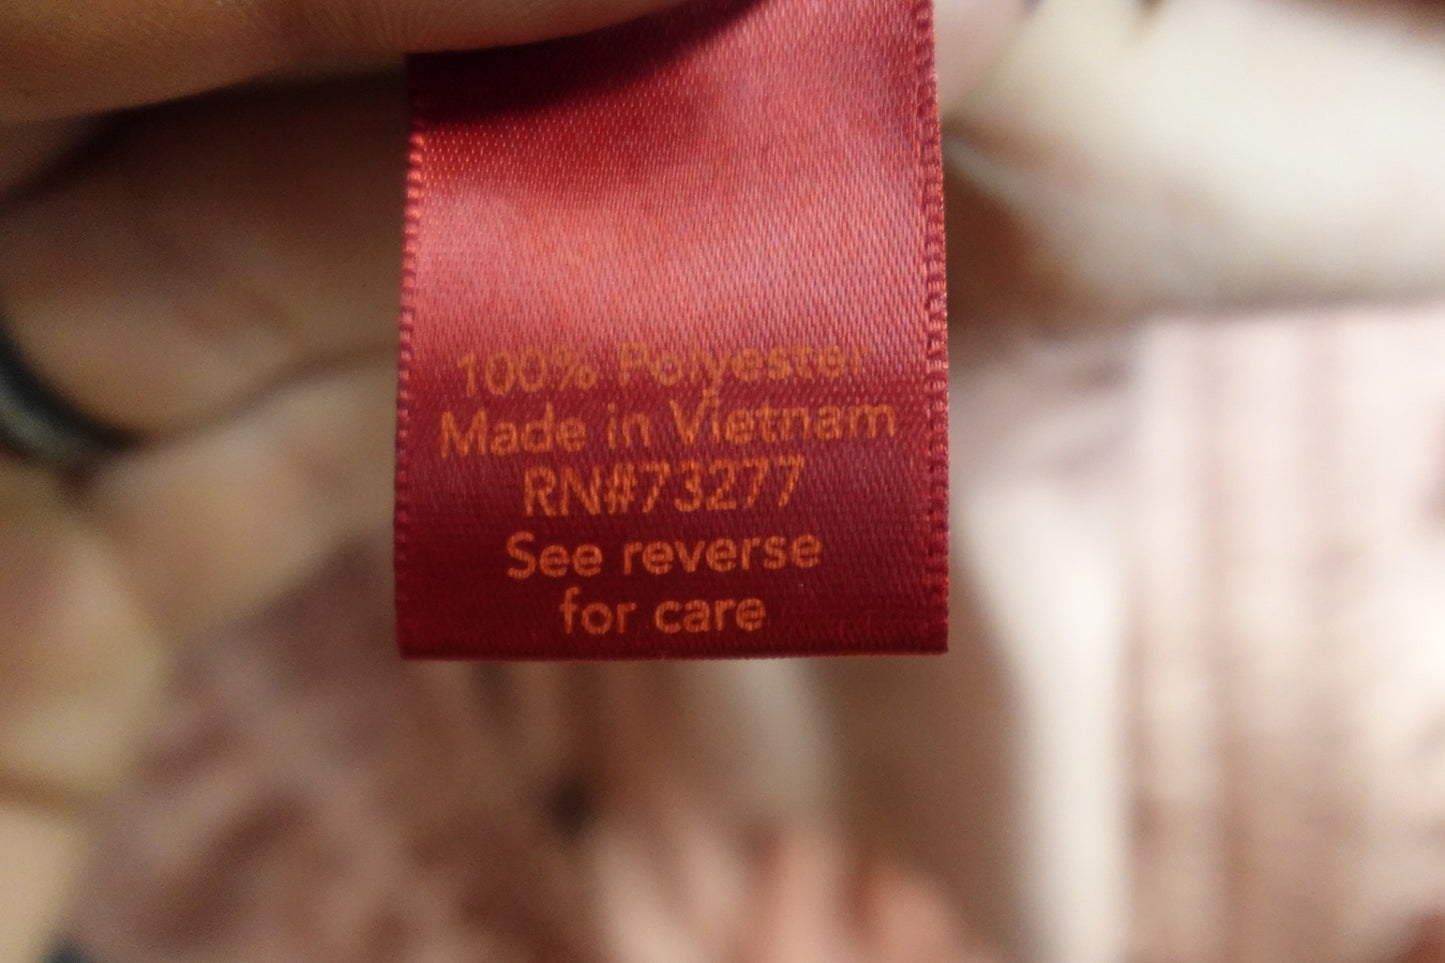 100% Polyester
Made in Vietnam
RN#73277
See reverse
for care